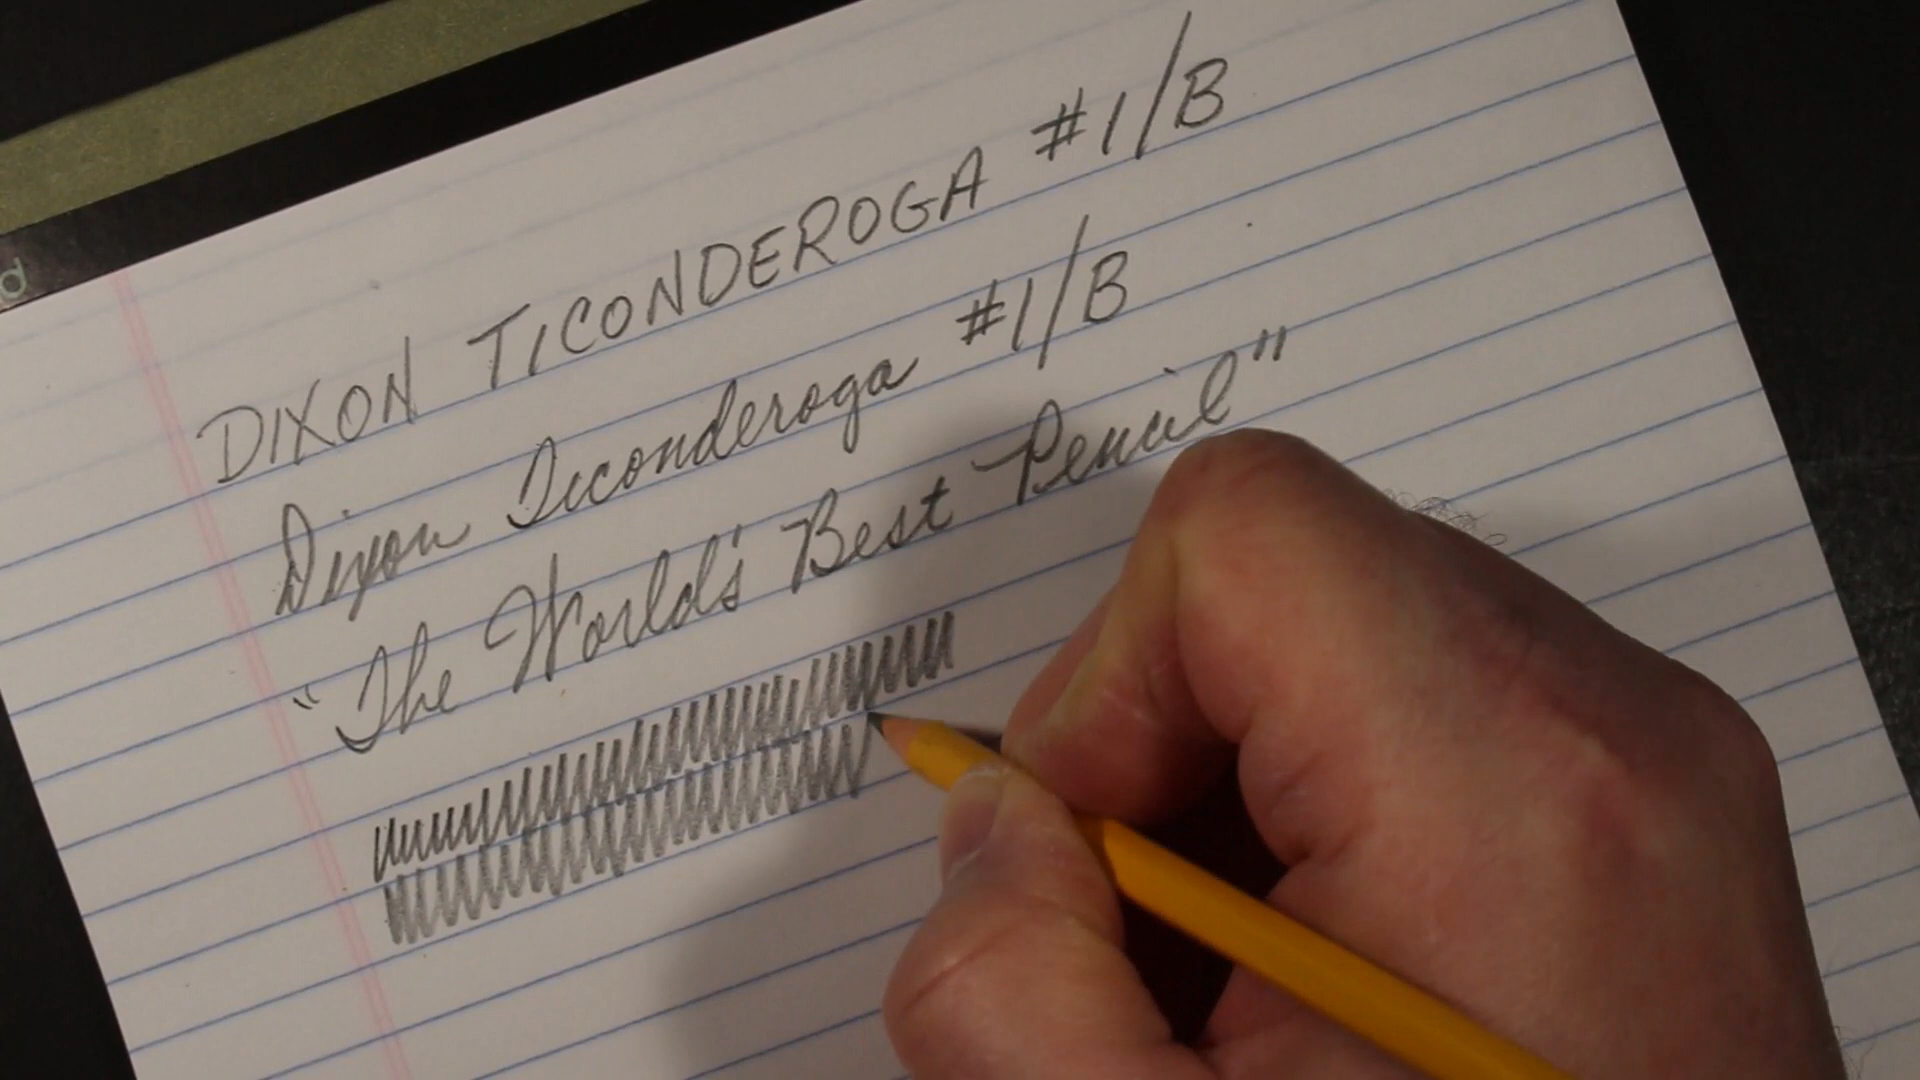 d
DIXON TICONDEROGA #1/B
Dixon Ticonderoga #1/B
"The World's Best Pencil"